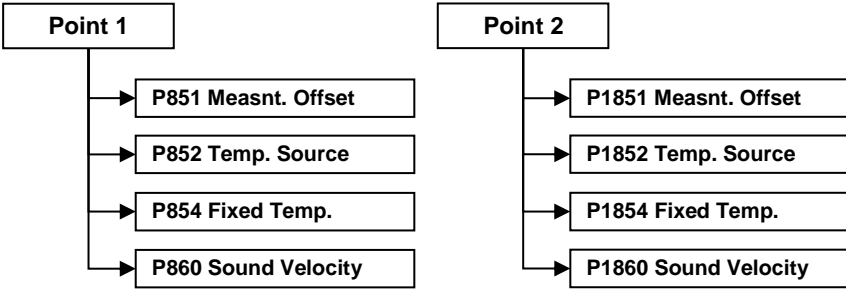 Point 1
P851 Measnt. Offset
P852 Temp. Source
P854 Fixed Temp.
P860 Sound Velocity
Point 2
P1851 Measnt. Offset
P1852 Temp. Source
P1854 Fixed Temp.
P1860 Sound Velocity